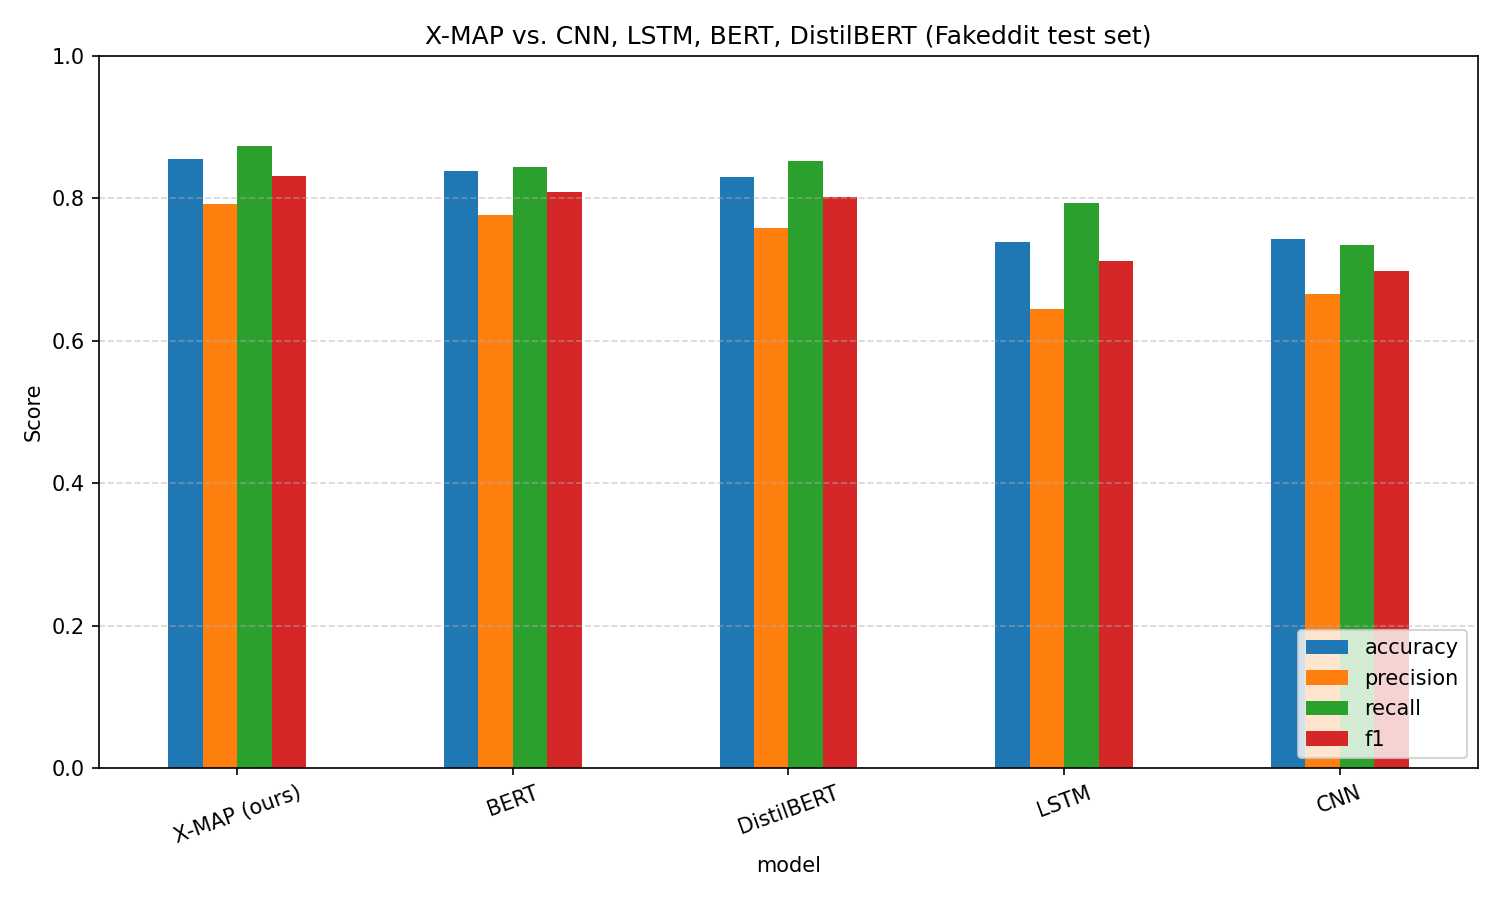 X-MAP vs. CNN, LSTM, BERT, DistilBERT (Fakeddit test set)
1.0
0.8
0.6
0.4
0.2
0.0
Score
accuracy
precision
recall
f1
X-MAP (ours)
BERT
DistilBERT
LSTM
CNN
model